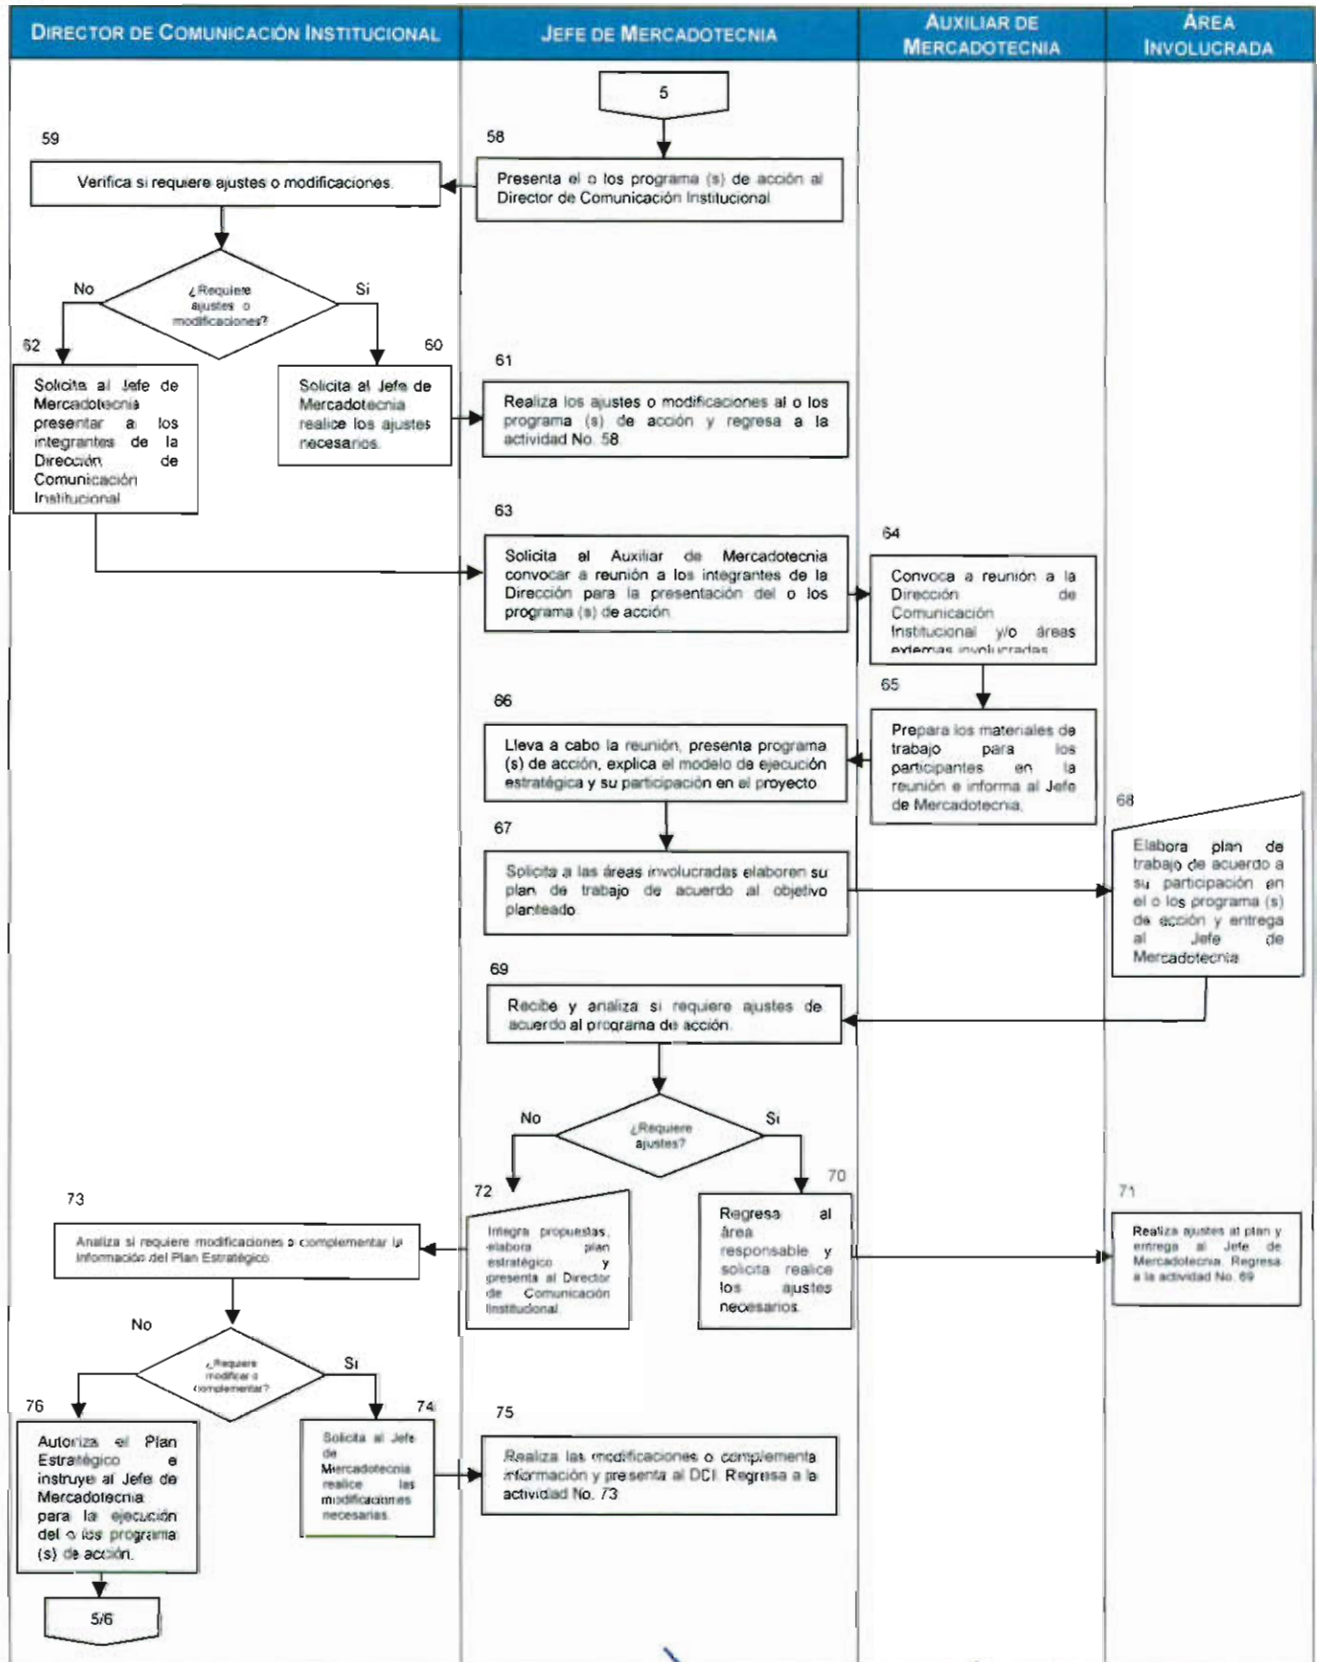 DIRECTOR DE COMUNICACIÓN INSTITUCIONAL
JEFE DE MERCADOTECNIA
AUXILIAR DE
MERCADOTECNIA
ÁREA
INVOLUCRADA
5
58
Presenta el o los programa (s) de acción al
Director de Comunicación Institucional
59
Verifica si requiere ajustes o modificaciones.
¿Requiere
ajustes o
modificaciones?
No
Si
62
Solicita al Jefe de
Mercadotecnia
presentar a los
integrantes de la
Dirección de
Comunicación
Institucional
60
Solicita al Jefe de
Mercadotecnia
realice los ajustes
necesarios.
61
Realiza los ajustes o modificaciones al o los
programa (s) de acción y regresa a la
actividad No. 58
63
Solicita al Auxiliar de Mercadotecnia
convocar a reunión a los integrantes de la
Dirección para la presentación del o los
programa (s) de acción
64
Convoca a reunión a la
Dirección de
Comunicación
Institucional y/o áreas
externas involucradas
65
Prepara los materiales de
trabajo para los
participantes en la
reunión e informa al Jefe
de Mercadotecnia.
66
Lleva a cabo la reunión, presenta programa
(s) de acción, explica el modelo de ejecución
estratégica y su participación en el proyecto
67
Solicita a las áreas involucradas elaboren su
plan de trabajo de acuerdo al objetivo
planteado
68
Elabora plan de
trabajo de acuerdo a
su participación en
el o los programa (s)
de acción y entrega
al Jefe de
Mercadotecnia
69
Recibe y analiza si requiere ajustes de
acuerdo al programa de acción.
¿Requiere
ajustes?
No
Si
70
Regresa al
área
responsable y
solicita realice
los ajustes
necesarios.
71
Realiza ajustes al plan y
entrega al Jefe de
Mercadotecnia. Regresa
a la actividad No. 69
72
Integra propuestas,
elabora plan
estratégico y
presenta al Director
de Comunicación
Institucional.
73
Analiza si requiere modificaciones o complementar la
información del Plan Estratégico
¿Requiere
modificar o
complementar?
No
Si
76
Autoriza el Plan
Estratégico e
instruye al Jefe de
Mercadotecnia
para la ejecución
del o los programa
(s) de acción.
74
Solicita al Jefe
de
Mercadotecnia
realice las
modificaciones
necesarias.
75
Realiza las modificaciones o complementa
información y presenta al DCI. Regresa a la
actividad No. 73
5/6